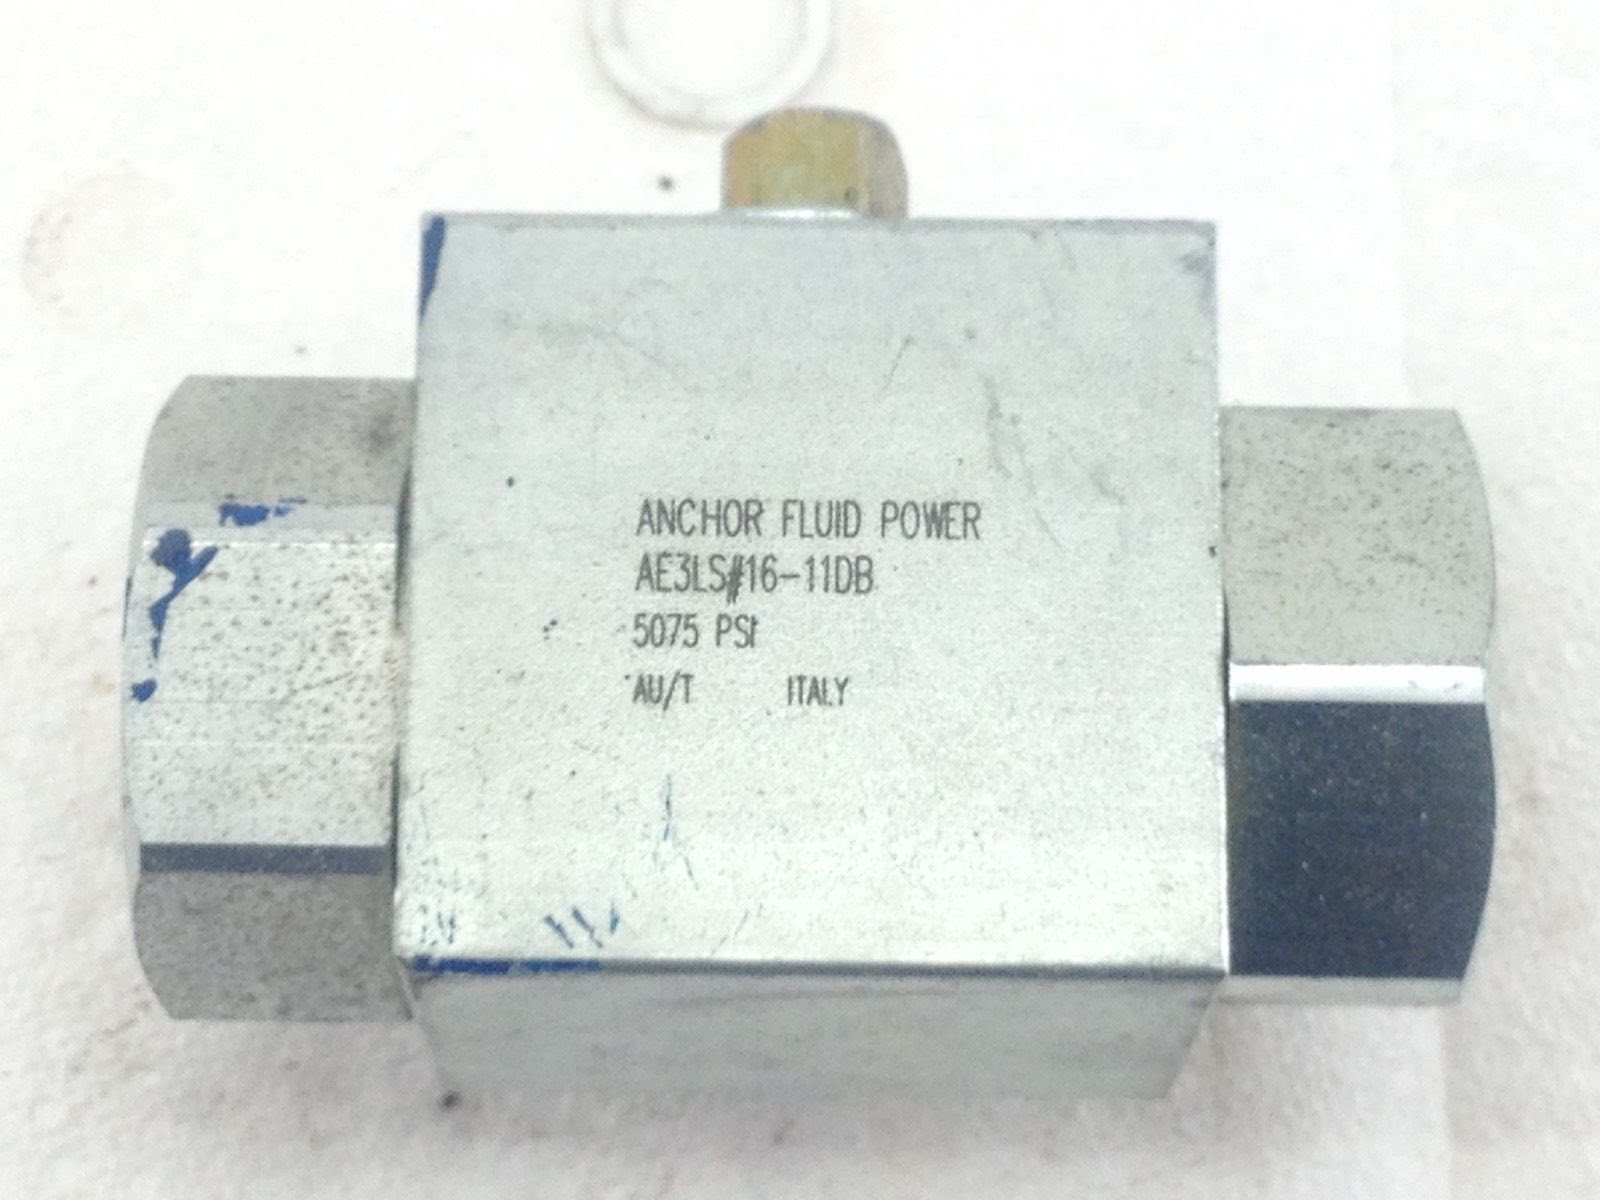 ANCHOR FLUID POWER
AE3LS#16-11DB
5075 PSI
AU/T ITALY